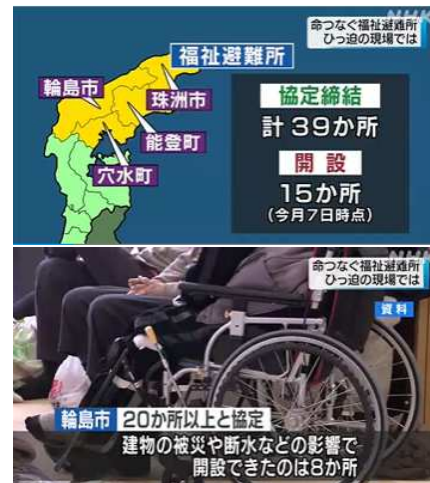 命つなぐ福祉避難所
ひっ迫の現場では
福祉避難所
輪島市
珠洲市
能登町
穴水町
協定締結
計39か所
開設
15か所
(今月7日時点)
命つなぐ福祉避難所
ひっ迫の現場では
資料
輪島市 20か所以上と協定
建物の被災や断水などの影響で
開設できたのは8か所